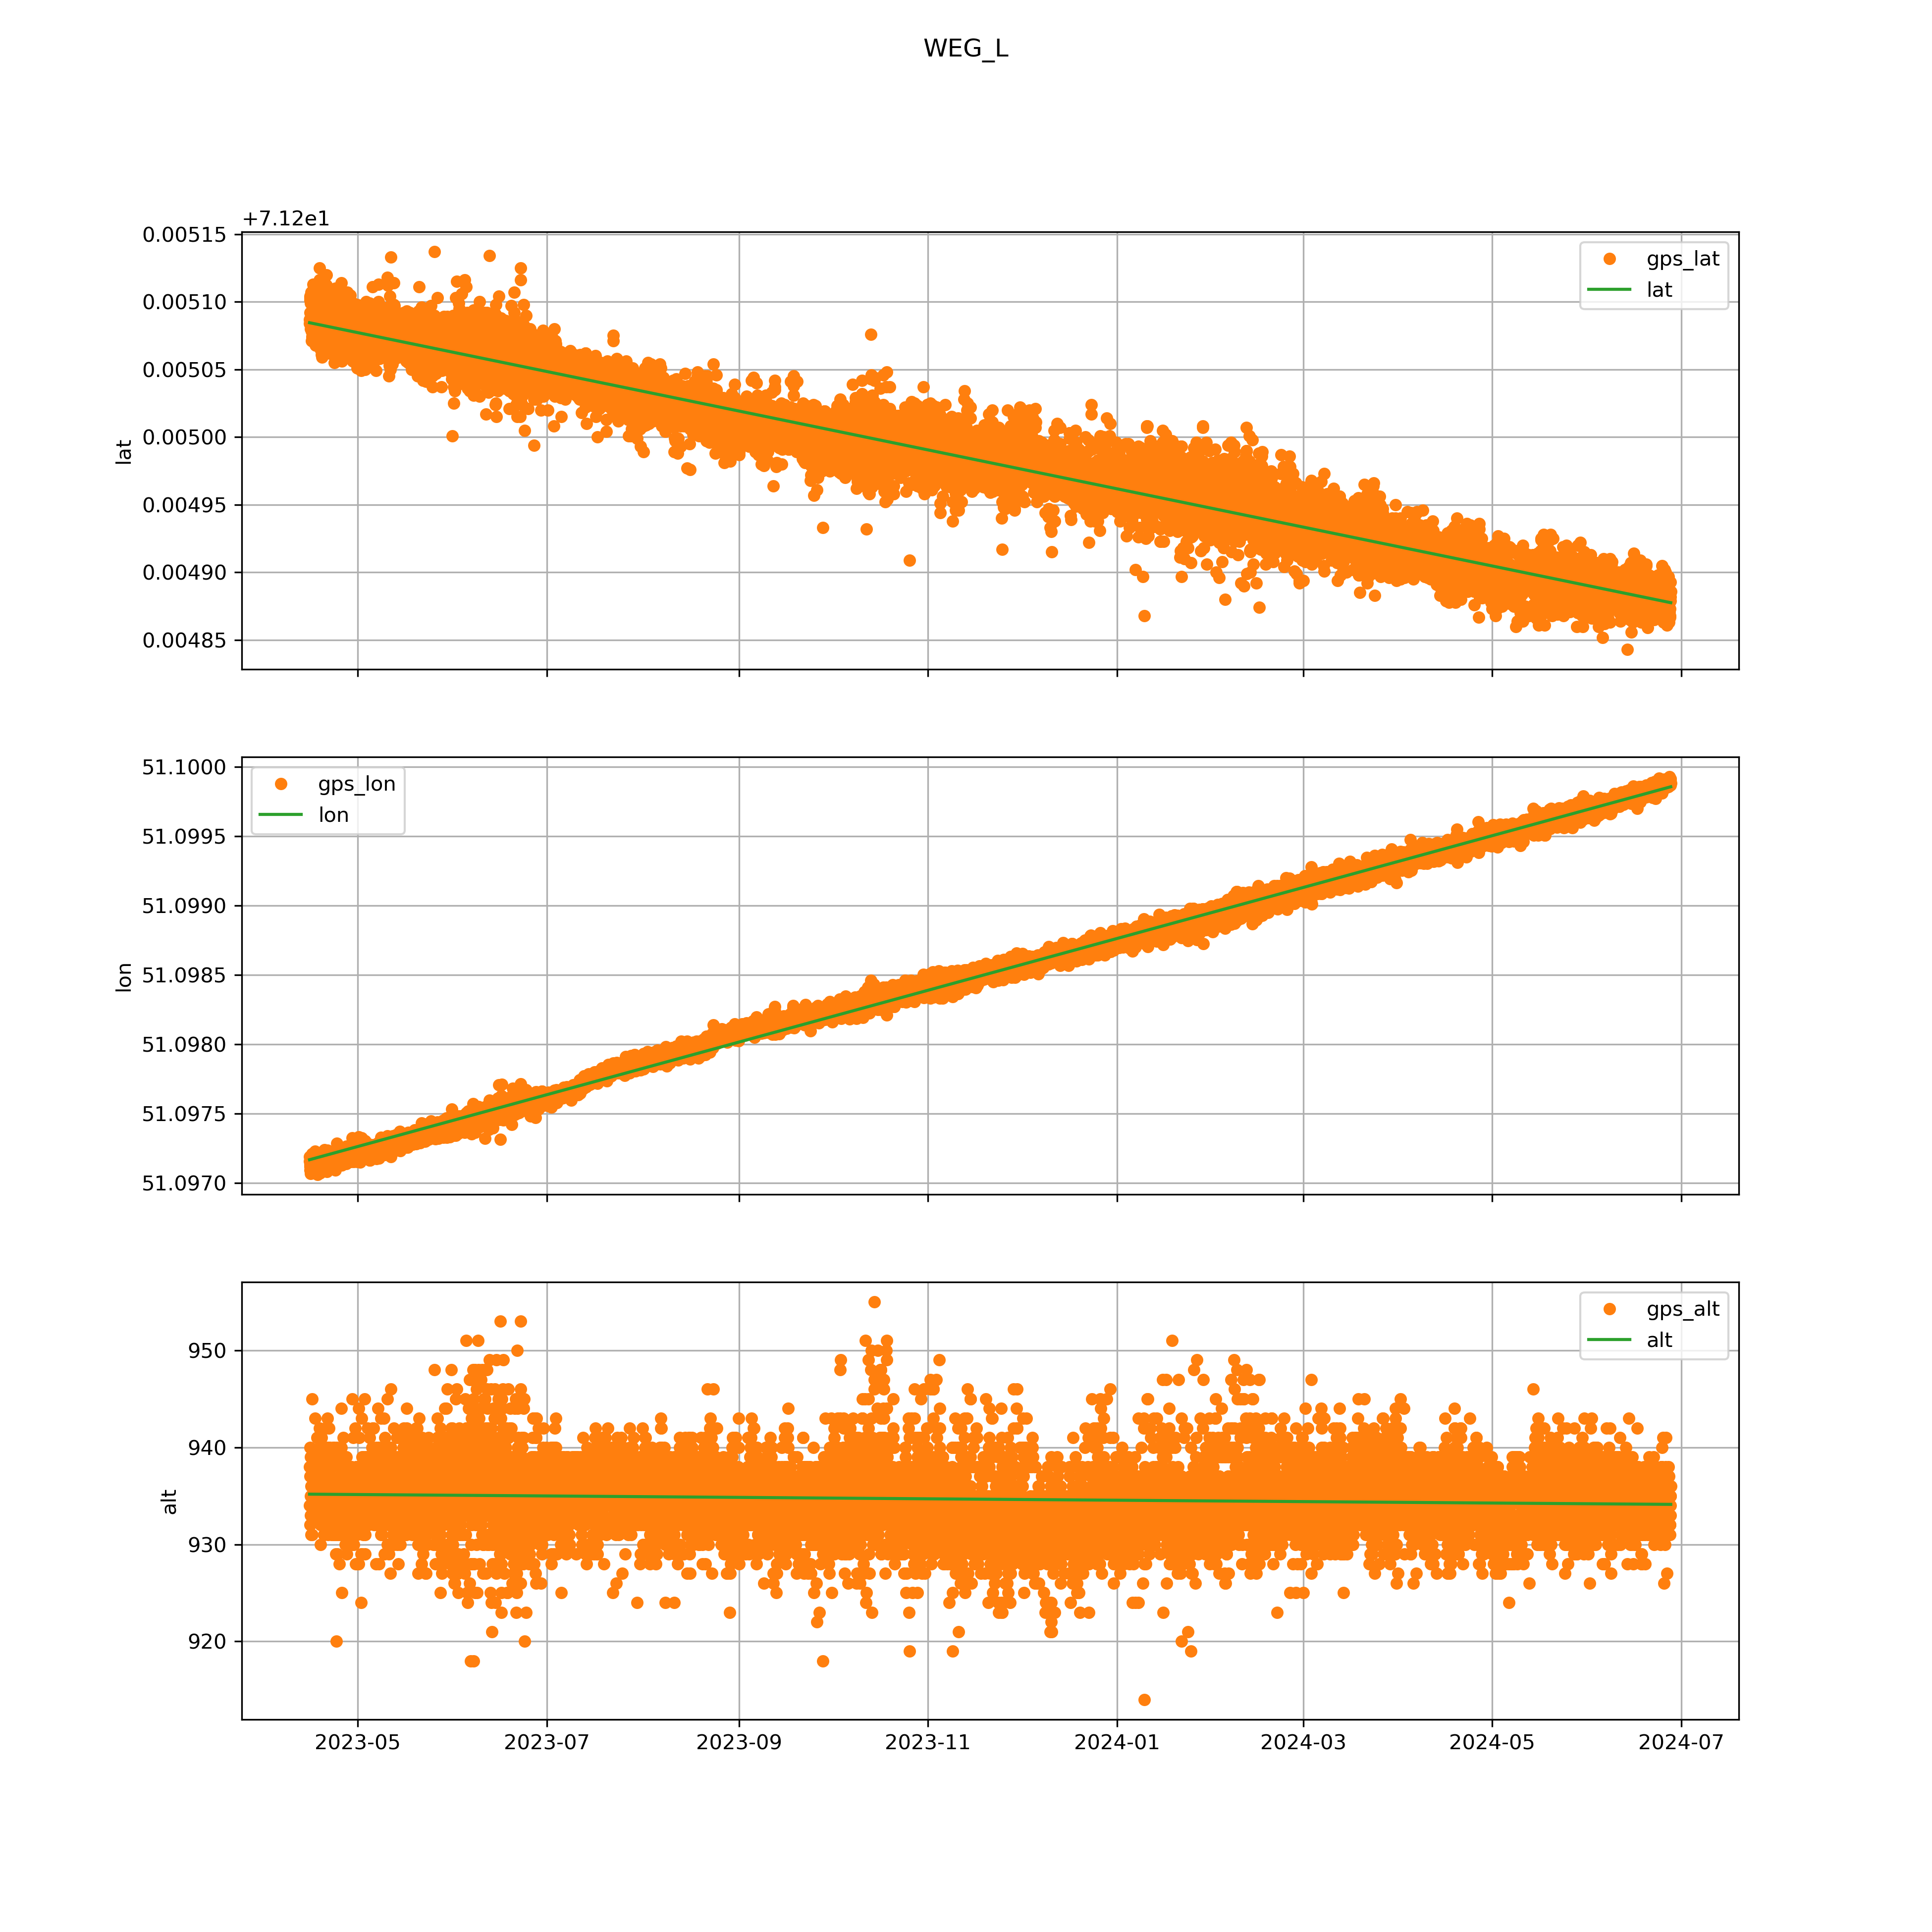 WEG_L
+7.12e1
0.00515
0.00510
0.00505
0.00500
0.00495
0.00490
0.00485
lat
gps_lat
lat
51.1000
51.0995
51.0990
51.0985
51.0980
51.0975
51.0970
lon
gps_lon
lon
950
940
930
920
alt
gps_alt
alt
2023-05 2023-07 2023-09 2023-11 2024-01 2024-03 2024-05 2024-07